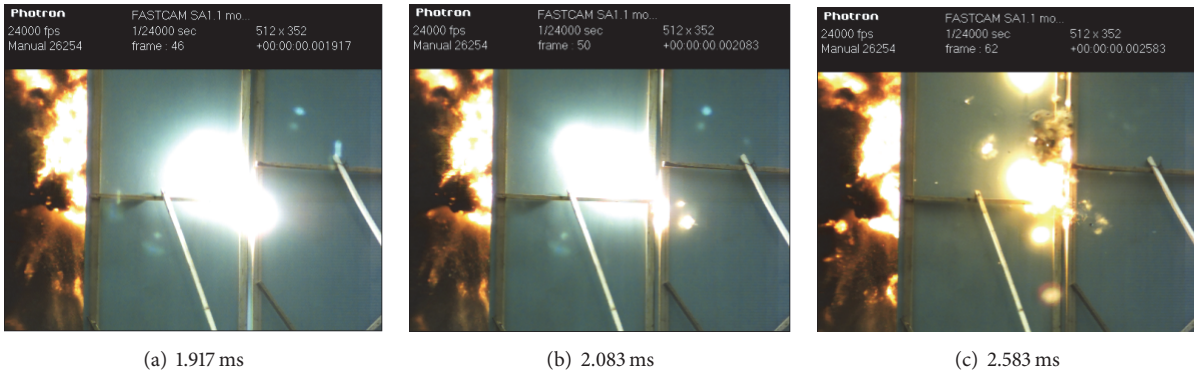 Photron
FASTCAM SA1.1 mo...
24000 fps
1/24000 sec
512 x 352
Manual 26254
frame : 46
+00:00:00.001917
Photron
FASTCAM SA1.1 mo...
24000 fps
1/24000 sec
512 x 352
Manual 26254
frame : 50
+00:00:00.002083
Photron
FASTCAM SA1.1 mo...
24000 fps
1/24000 sec
512 x 352
Manual 26254
frame : 62
+00:00:00.002583
(a) 1.917 ms
(b) 2.083 ms
(c) 2.583 ms